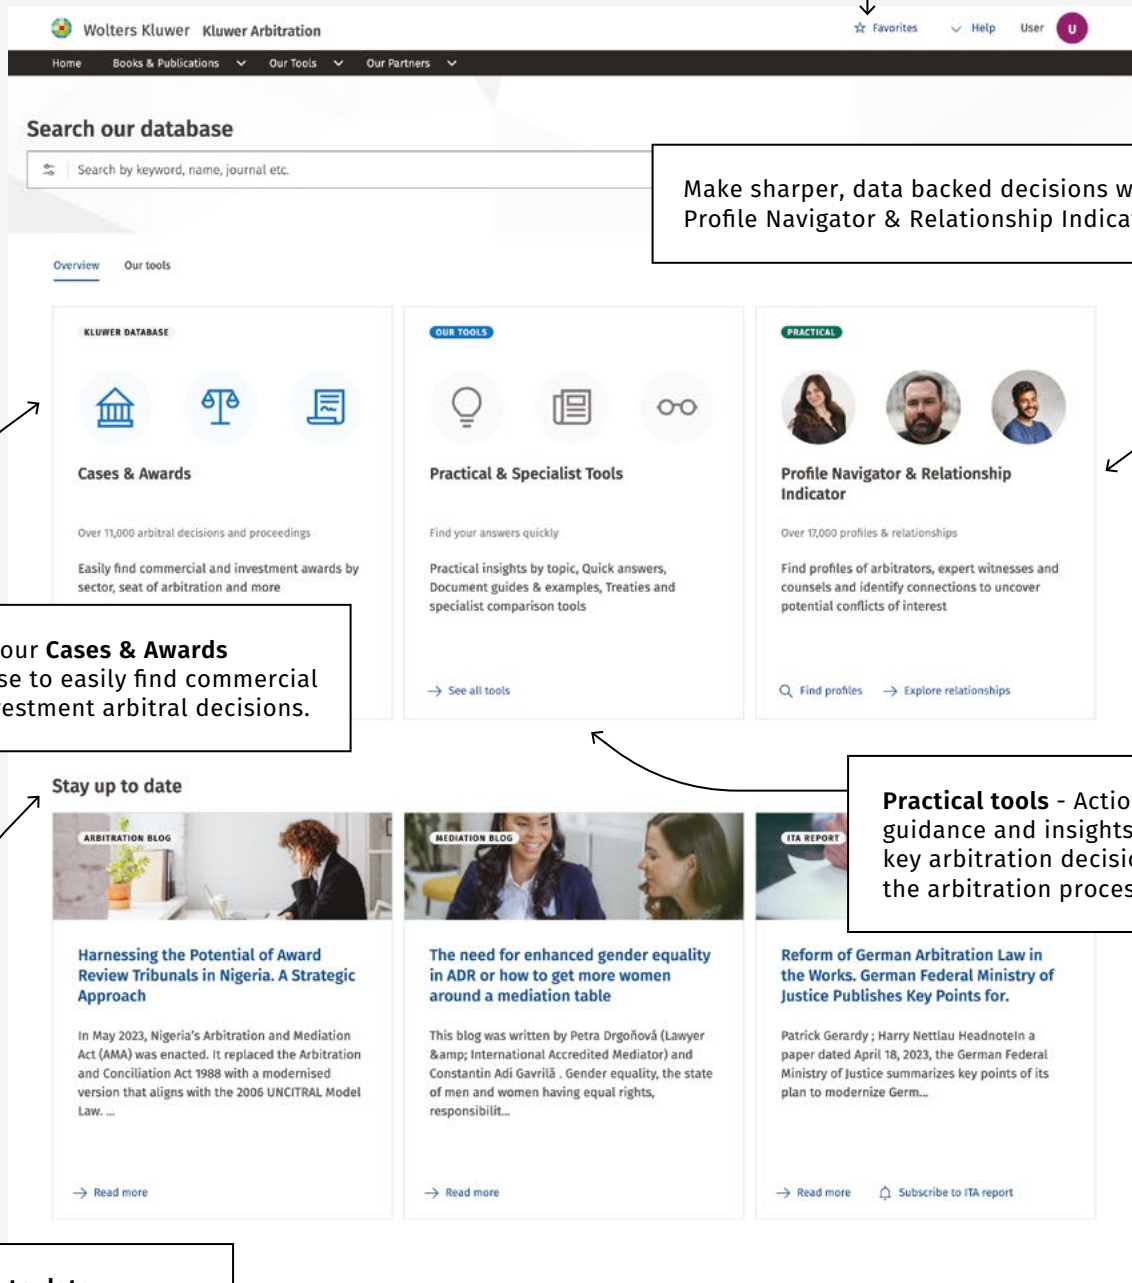 Wolters Kluwer Kluwer Arbitration
Favorites
Help
User
U
Home
Books & Publications
Our Tools
Our Partners
Search our database
Search by keyword, name, journal etc.
Make sharper, data backed decisions
Profile Navigator & Relationship
Overview
Our tools
KLUWER DATABASE
Cases & Awards
Over 11,000 arbitral decisions and proceedings
Easily find commercial and investment awards by
sector, seat of arbitration and more
OUR TOOLS
Practical & Specialist Tools
Find your answers quickly
Practical insights by topic, Quick answers,
Document guides & examples, Treaties and
specialist comparison tools
See all tools
PRACTICAL
Profile Navigator & Relationship
Indicator
Over 17,000 profiles & relationships
Find profiles of arbitrators, expert witnesses and
counsels and identify connections to uncover
potential conflicts of interest
Find profiles
Explore relationships
our Cases & Awards
to easily find commercial
arbitral decisions.
Practical tools -
guidance and insights
key arbitration
the arbitration
Stay up to date
ARBITRATION BLOG
Harnessing the Potential of Award
Review Tribunals in Nigeria. A Strategic
Approach
In May 2023, Nigeria's Arbitration and Mediation
Act (AMA) was enacted. It replaced the Arbitration
and Conciliation Act 1988 with a modernised
version that aligns with the 2006 UNCITRAL Model
Law. ...
Read more
MEDIATION BLOG
The need for enhanced gender equality
in ADR or how to get more women
around a mediation table
This blog was written by Petra Drgoňová (Lawyer
&amp; International Accredited Mediator) and
Constantin Adi Gavrilă . Gender equality, the state
of men and women having equal rights,
responsibilit...
Read more
ITA REPORT
Reform of German Arbitration Law in
the Works. German Federal Ministry of
Justice Publishes Key Points for.
Patrick Gerardy ; Harry Nettlau HeadnoteIn a
paper dated April 18, 2023, the German Federal
Ministry of Justice summarizes key points of its
plan to modernize Germ...
Read more
Subscribe to ITA report